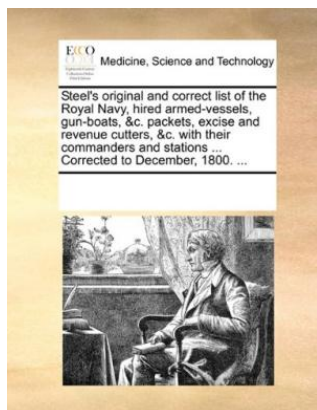 ECCO
Medicine, Science and Technology
Steel's original and correct list of the
Royal Navy, hired armed-vessels,
gun-boats, &c. packets, excise and
revenue cutters, &c. with their
commanders and stations ...
Corrected to December, 1800. ...